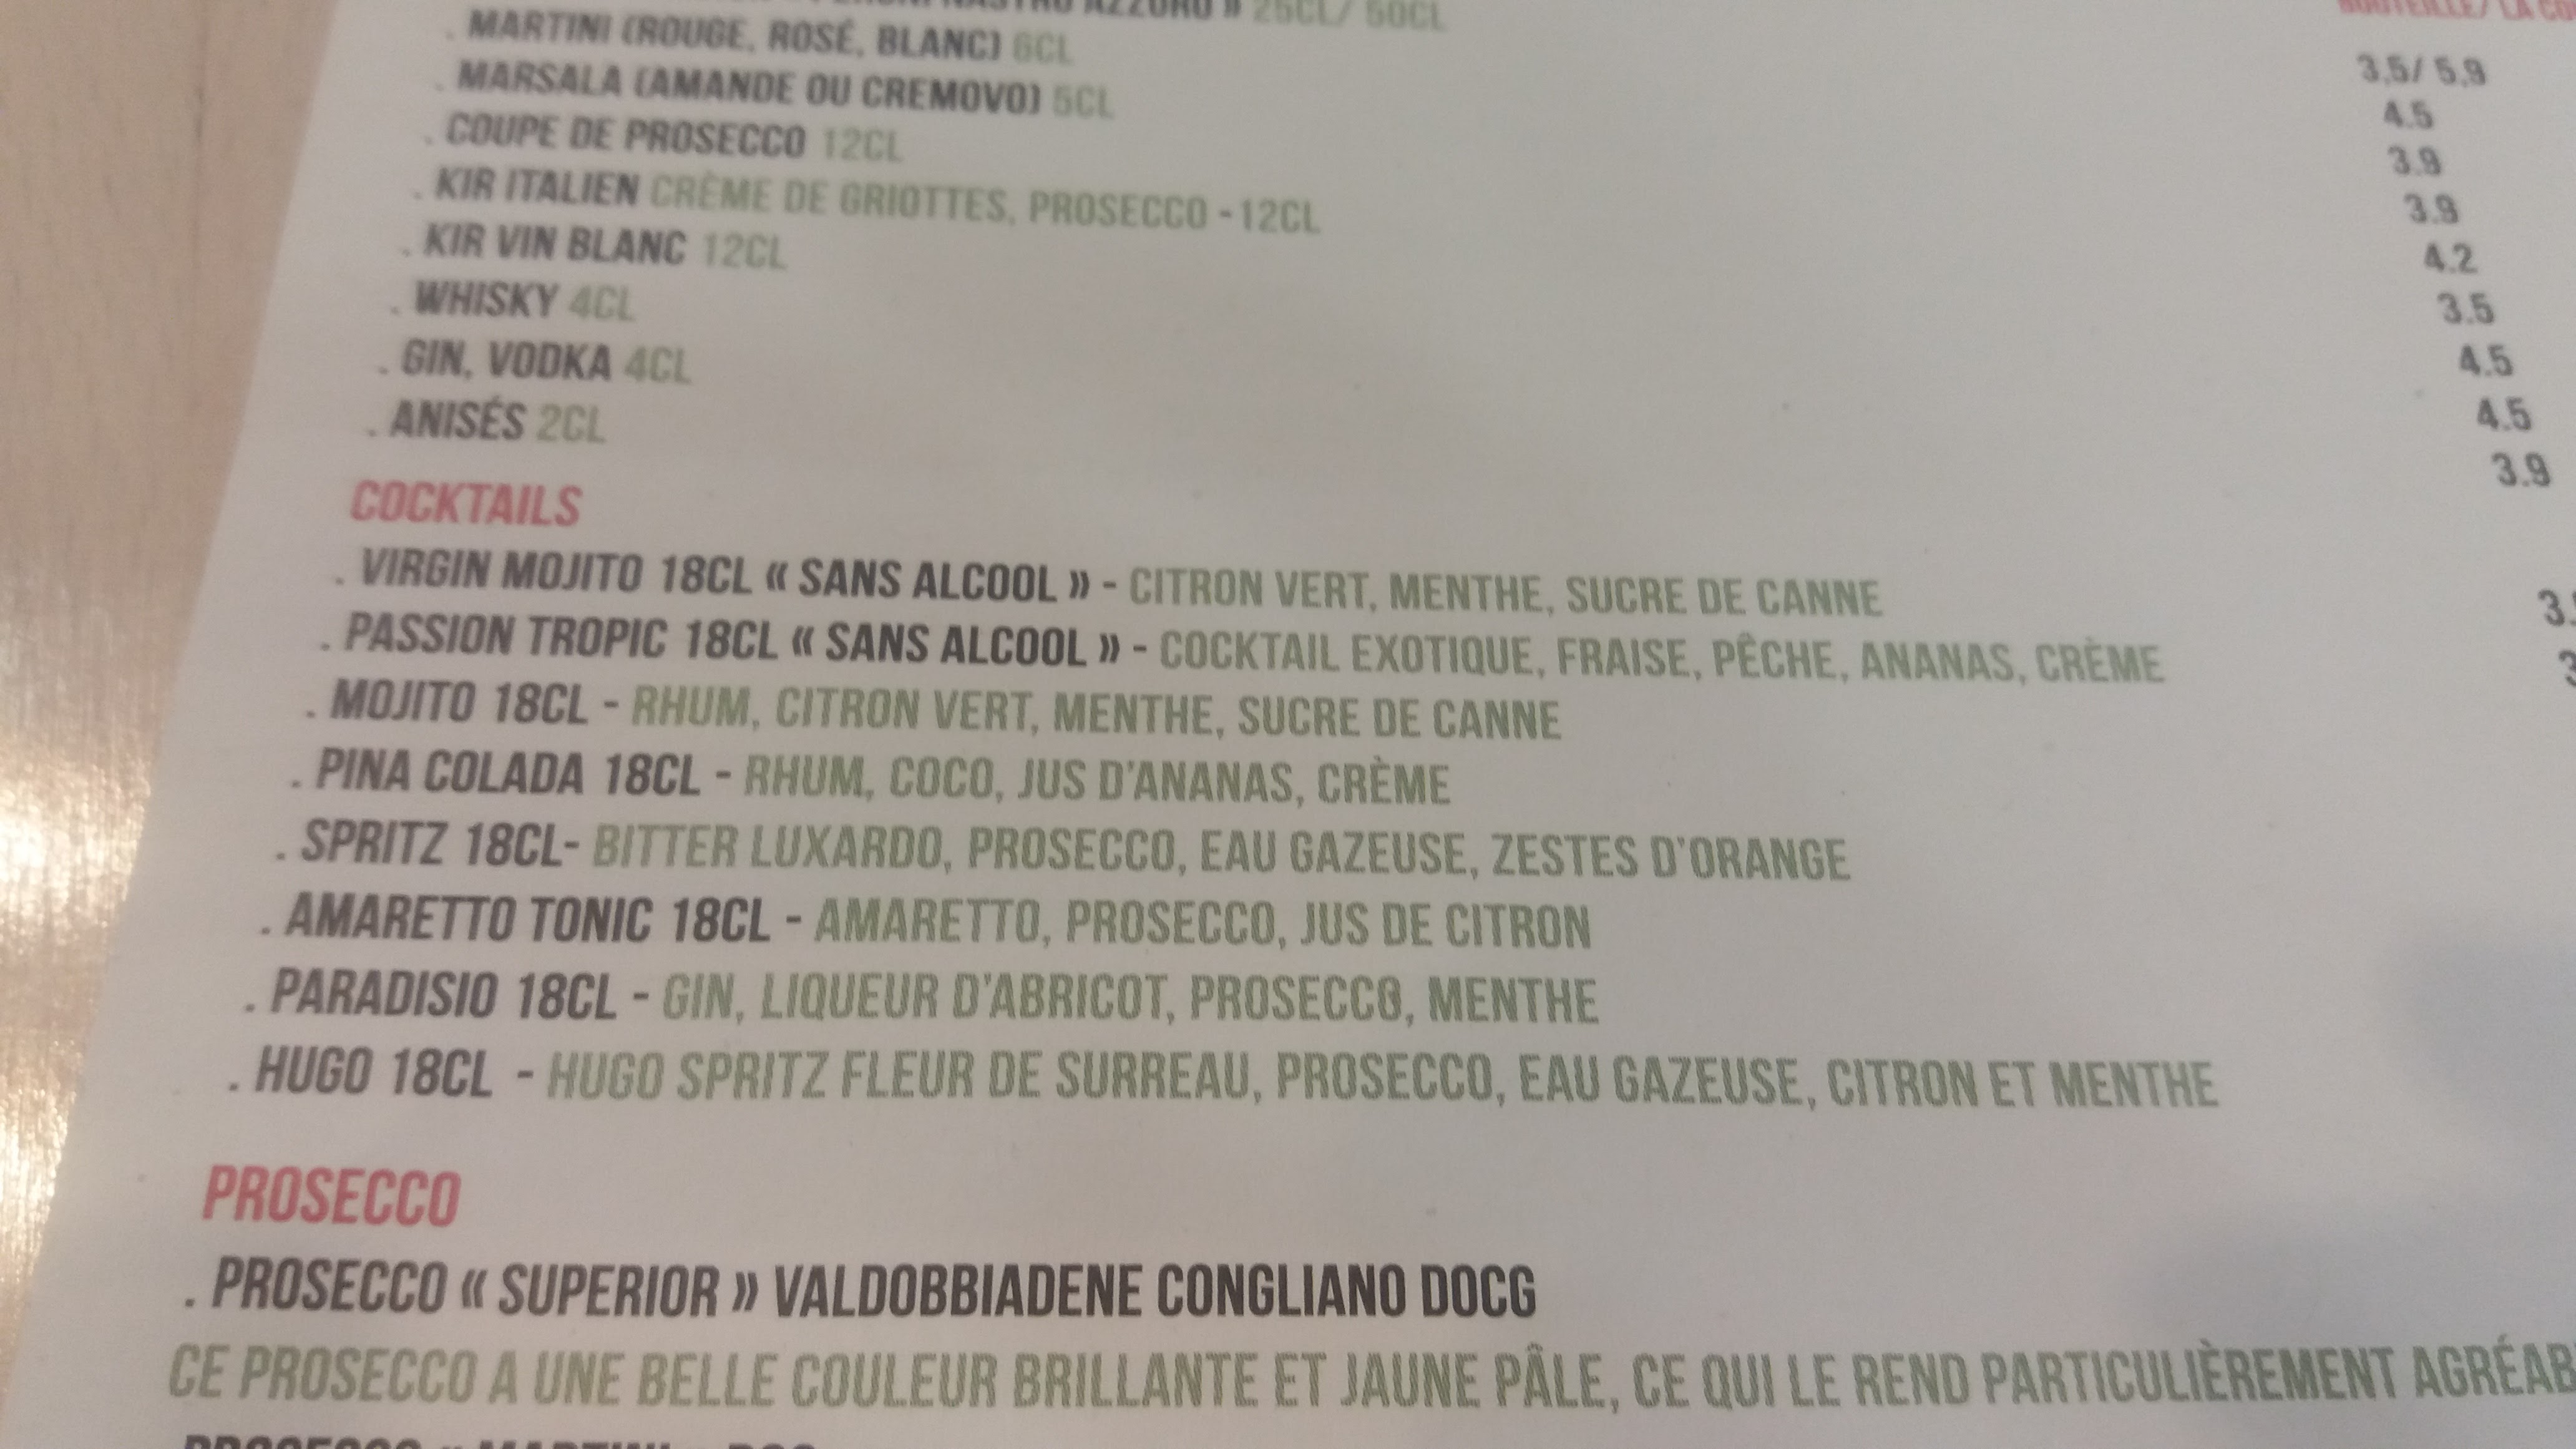 AZZURO » 25CL/ 50CL
BOUTEILLE/ LA
. MARTINI (ROUGE, ROSÉ, BLANC) 6CL 3,5/ 5,9
. MARSALA (AMANDE OU CREMOVO) 5CL 4.5
. COUPE DE PROSECCO 12CL 3.9
. KIR ITALIEN CRÈME DE GRIOTTES, PROSECCO - 12CL 3.9
. KIR VIN BLANC 12CL 4.2
. WHISKY 4CL 3.5
. GIN, VODKA 4CL 4.5
. ANISÉS 2CL 4.5
3.9
COCKTAILS
. VIRGIN MOJITO 18CL « SANS ALCOOL » - CITRON VERT, MENTHE, SUCRE DE CANNE
. PASSION TROPIC 18CL « SANS ALCOOL » - COCKTAIL EXOTIQUE, FRAISE, PÊCHE, ANANAS, CRÈME
. MOJITO 18CL - RHUM, CITRON VERT, MENTHE, SUCRE DE CANNE
. PINA COLADA 18CL - RHUM, COCO, JUS D'ANANAS, CRÈME
. SPRITZ 18CL- BITTER LUXARDO, PROSECCO, EAU GAZEUSE, ZESTES D'ORANGE
. AMARETTO TONIC 18CL - AMARETTO, PROSECCO, JUS DE CITRON
. PARADISIO 18CL - GIN, LIQUEUR D'ABRICOT, PROSECCO, MENTHE
. HUGO 18CL - HUGO SPRITZ FLEUR DE SURREAU, PROSECCO, EAU GAZEUSE, CITRON ET MENTHE
PROSECCO
. PROSECCO « SUPERIOR » VALDOBBIADENE CONGLIANO DOCG
CE PROSECCO A UNE BELLE COULEUR BRILLANTE ET JAUNE PÂLE, CE QUI LE REND PARTICULIÈREMENT